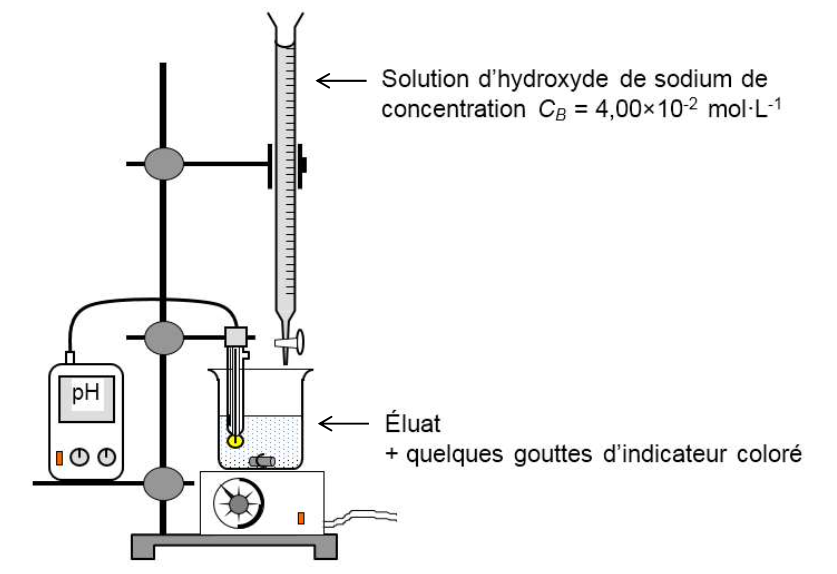 Solution d’hydroxyde de sodium de
concentration C_B = 4,00×10⁻² mol·L⁻¹
pH
Éluat
+ quelques gouttes d’indicateur coloré